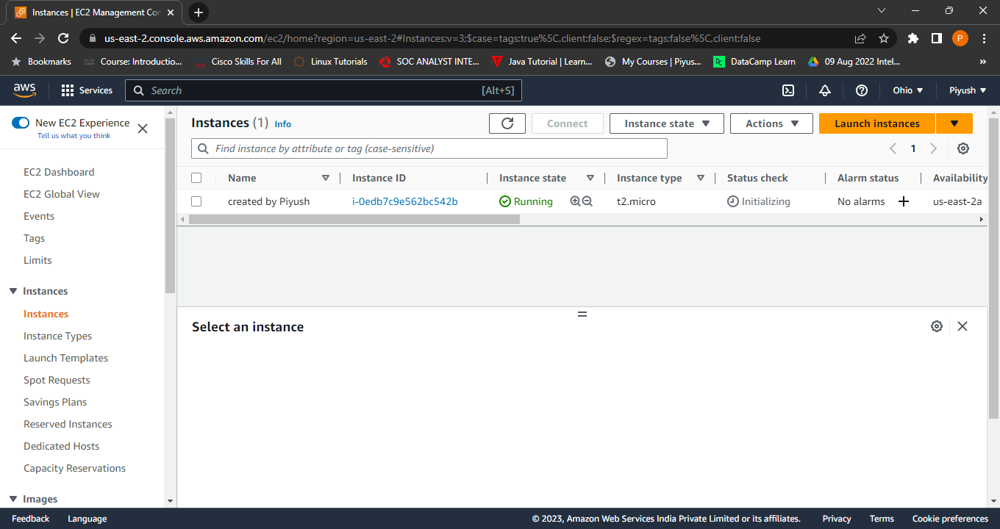 Instances | EC2 Management Con
us-east-2.console.aws.amazon.com/ec2/home?region=us-east-2#Instances:v=3;$case=tags:true%5C,client:false;$regex=tags:false%5C,client:false
P
Bookmarks
Course: Introductio...
Cisco Skills For All
Linux Tutorials
SOC ANALYST INTE...
Java Tutorial | Learn...
My Courses | Piyus...
DataCamp Learn
09 Aug 2022 Intel...
»
aws
Services
Search
[Alt+S]
Ohio
Piyush
New EC2 Experience
Tell us what you think
EC2 Dashboard
EC2 Global View
Events
Tags
Limits
Instances
Instances
Instance Types
Launch Templates
Spot Requests
Savings Plans
Reserved Instances
Dedicated Hosts
Capacity Reservations
Images
Instances (1) Info
Connect
Instance state
Actions
Launch instances
Find instance by attribute or tag (case-sensitive)
1
Name Instance ID Instance state Instance type Status check Alarm status Availability
created by Piyush i-0edb7c9e562bc542b Running t2.micro Initializing No alarms + us-east-2a
Select an instance
Feedback Language © 2023, Amazon Web Services India Private Limited or its affiliates. Privacy Terms Cookie preferences